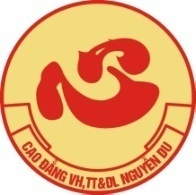 CAO ĐẲNG VH,TT&DL NGUYỄN DU